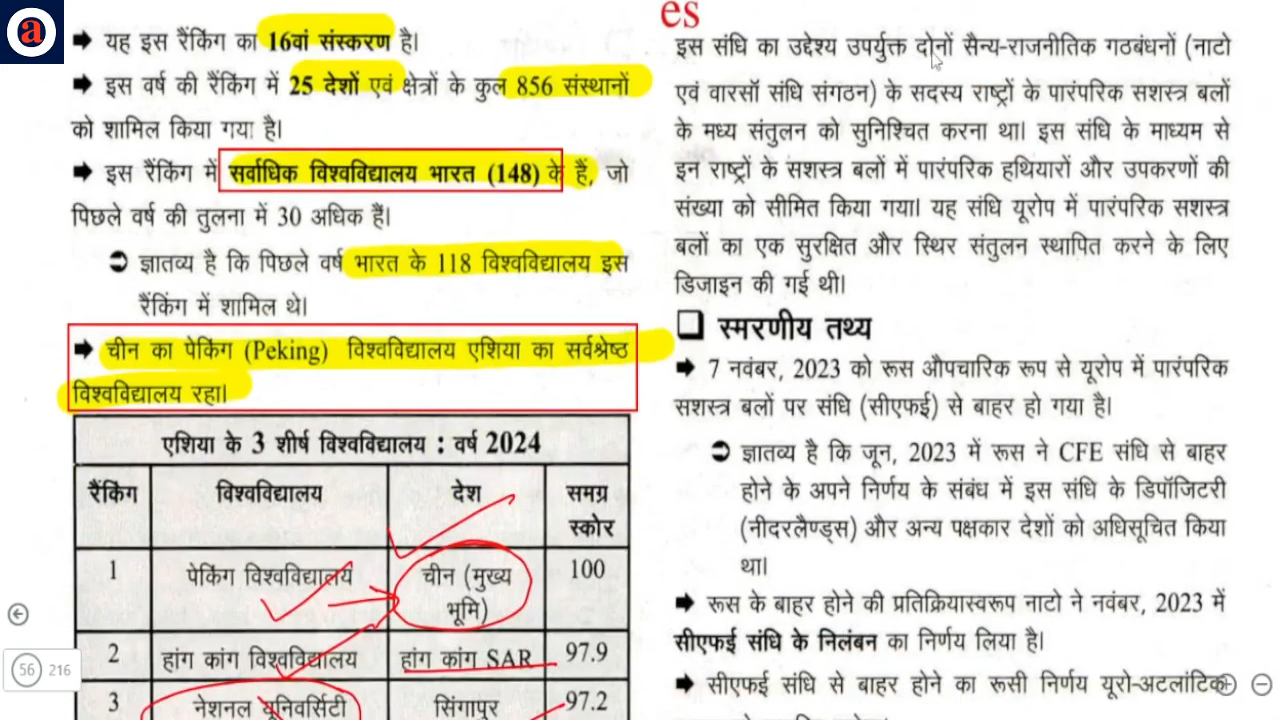 a
➡ यह इस रैंकिंग का 16वां संस्करण है।
➡ इस वर्ष की रैंकिंग में 25 देशों एवं क्षेत्रों के कुल 856 संस्थानों
को शामिल किया गया है।
➡ इस रैंकिंग में सर्वाधिक विश्वविद्यालय भारत (148) के हैं, जो
पिछले वर्ष की तुलना में 30 अधिक हैं।
➲ ज्ञातव्य है कि पिछले वर्ष भारत के 118 विश्वविद्यालय इस
रैंकिंग में शामिल थे।
➡ चीन का पेकिंग (Peking) विश्वविद्यालय एशिया का सर्वश्रेष्ठ
विश्वविद्यालय रहा।
एशिया के 3 शीर्ष विश्वविद्यालय : वर्ष 2024
रैंकिंग विश्वविद्यालय देश समग्र
स्कोर
1 पेकिंग विश्वविद्यालय चीन (मुख्य 100
भूमि)
2 हांग कांग विश्वविद्यालय हांग कांग SAR 97.9
3 नेशनल यूनिवर्सिटी सिंगापुर 97.2
56 216
es
इस संधि का उद्देश्य उपर्युक्त दोनों सैन्य-राजनीतिक गठबंधनों (नाटो
एवं वारसॉ संधि संगठन) के सदस्य राष्ट्रों के पारंपरिक सशस्त्र बलों
के मध्य संतुलन को सुनिश्चित करना था। इस संधि के माध्यम से
इन राष्ट्रों के सशस्त्र बलों में पारंपरिक हथियारों और उपकरणों की
संख्या को सीमित किया गया। यह संधि यूरोप में पारंपरिक सशस्त्र
बलों का एक सुरक्षित और स्थिर संतुलन स्थापित करने के लिए
डिजाइन की गई थी।
❑ स्मरणीय तथ्य
➡ 7 नवंबर, 2023 को रूस औपचारिक रूप से यूरोप में पारंपरिक
सशस्त्र बलों पर संधि (सीएफई) से बाहर हो गया है।
➲ ज्ञातव्य है कि जून, 2023 में रूस ने CFE संधि से बाहर
होने के अपने निर्णय के संबंध में इस संधि के डिपॉजिटरी
(नीदरलैण्ड्स) और अन्य पक्षकार देशों को अधिसूचित किया
था।
➡ रूस के बाहर होने की प्रतिक्रियास्वरूप नाटो ने नवंबर, 2023 में
सीएफई संधि के निलंबन का निर्णय लिया है।
➡ सीएफई संधि से बाहर होने का रूसी निर्णय यूरो-अटलांटिक